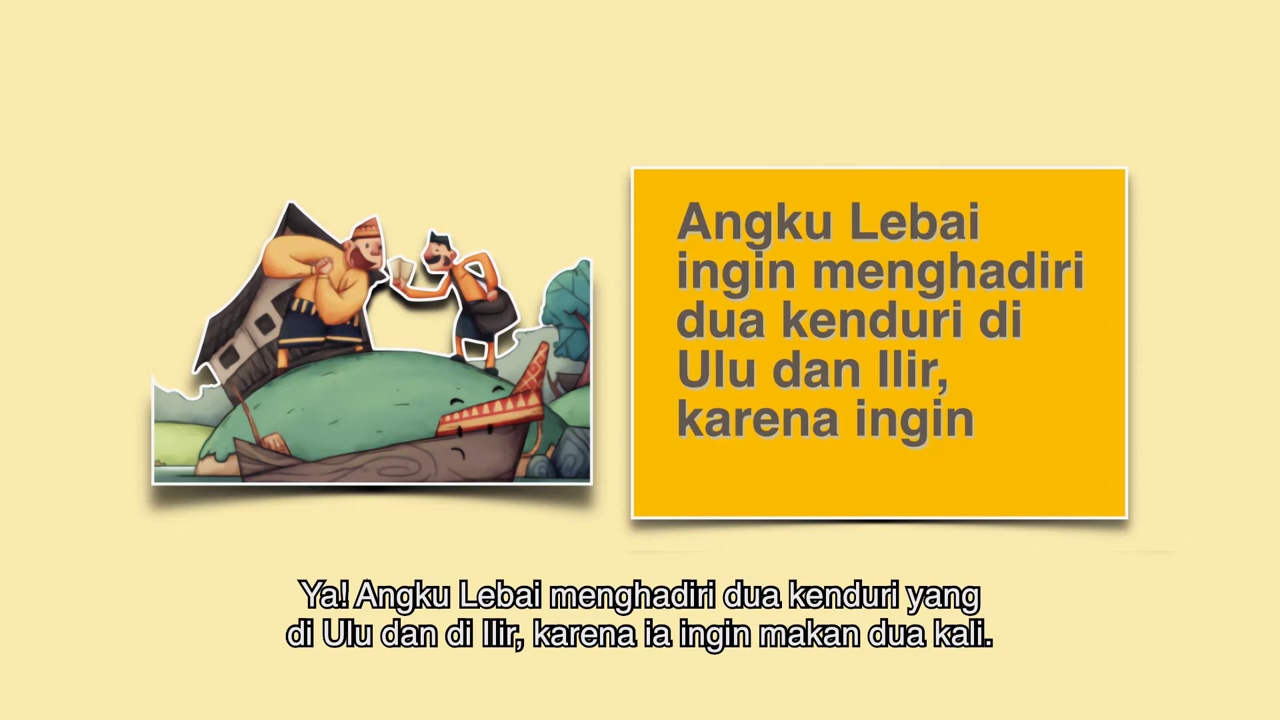 Angku Lebai
ingin menghadiri
dua kenduri di
Ulu dan Ilir,
karena ingin
Ya! Angku Lebai menghadiri dua kenduri yang
di Ulu dan di Ilir, karena ia ingin makan dua kali.